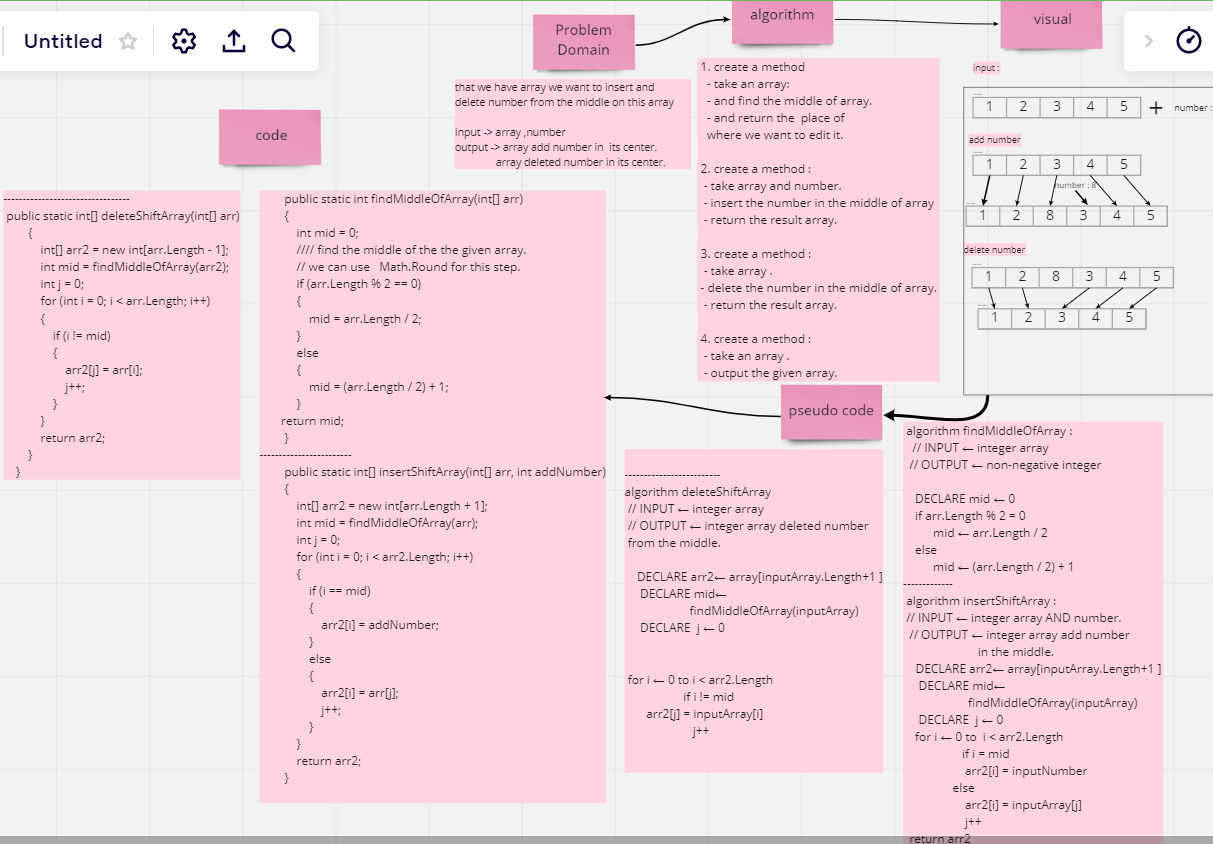 Untitled
Problem
Domain
algorithm
visual
that we have array we want to insert and
delete number from the middle on this array
input -> array ,number
output -> array add number in its center.
array deleted number in its center.
1. create a method
- take an array:
- and find the middle of array.
- and return the place of
where we want to edit it.
2. create a method :
- take array and number.
- insert the number in the middle of array
- return the result array.
3. create a method :
- take array .
- delete the number in the middle of array.
- return the result array.
4. create a method :
- take an array .
- output the given array.
input :
1 2 3 4 5 + number :
add number
1 2 3 4 5
number : 8
1 2 8 3 4 5
delete number
1 2 8 3 4 5
1 2 3 4 5
code
---------------------------------
public static int[] deleteShiftArray(int[] arr)
{
int[] arr2 = new int[arr.Length - 1];
int mid = findMiddleOfArray(arr2);
int j = 0;
for (int i = 0; i < arr.Length; i++)
{
if (i != mid)
{
arr2[j] = arr[i];
j++;
}
}
return arr2;
}
}
public static int findMiddleOfArray(int[] arr)
{
int mid = 0;
//// find the middle of the the given array.
// we can use Math.Round for this step.
if (arr.Length % 2 == 0)
{
mid = arr.Length / 2;
}
else
{
mid = (arr.Length / 2) + 1;
}
return mid;
}
------------------------
public static int[] insertShiftArray(int[] arr, int addNumber)
{
int[] arr2 = new int[arr.Length + 1];
int mid = findMiddleOfArray(arr);
int j = 0;
for (int i = 0; i < arr2.Length; i++)
{
if (i == mid)
{
arr2[i] = addNumber;
}
else
{
arr2[i] = arr[j];
j++;
}
}
return arr2;
}
pseudo code
-------------------------
algorithm deleteShiftArray
// INPUT ← integer array
// OUTPUT ← integer array deleted number
from the middle.
DECLARE arr2← array[inputArray.Length+1 ]
DECLARE mid←
findMiddleOfArray(inputArray)
DECLARE j ← 0
for i ← 0 to i < arr2.Length
if i != mid
arr2[j] = inputArray[i]
j++
algorithm findMiddleOfArray :
// INPUT ← integer array
// OUTPUT ← non-negative integer
DECLARE mid ← 0
if arr.Length % 2 = 0
mid ← arr.Length / 2
else
mid ← (arr.Length / 2) + 1
-------------
algorithm insertShiftArray :
// INPUT ← integer array AND number.
// OUTPUT ← integer array add number
in the middle.
DECLARE arr2← array[inputArray.Length+1 ]
DECLARE mid←
findMiddleOfArray(inputArray)
DECLARE j ← 0
for i ← 0 to i < arr2.Length
if i = mid
arr2[i] = inputNumber
else
arr2[i] = inputArray[j]
j++
return arr2